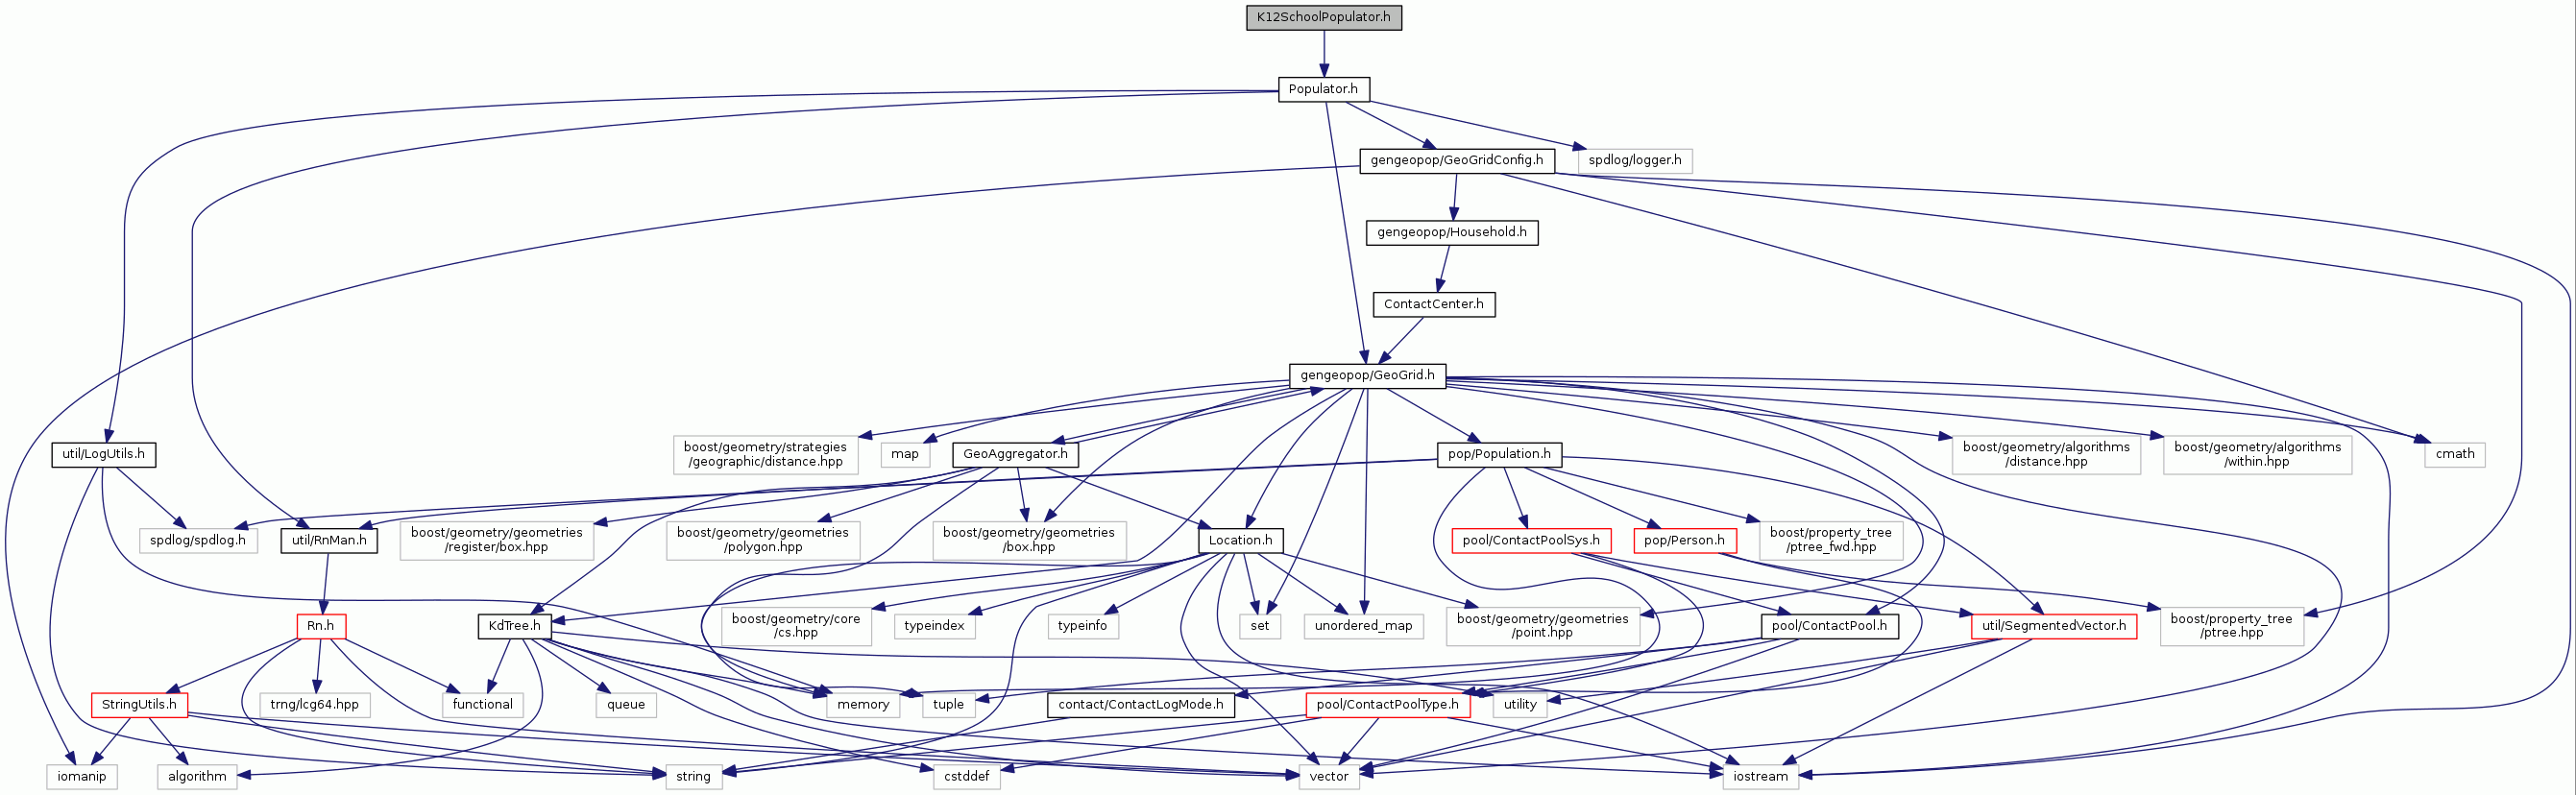 K12SchoolPopulator.h
Populator.h
gengeopop/GeoGridConfig.h
spdlog/logger.h
gengeopop/Household.h
ContactCenter.h
gengeopop/GeoGrid.h
util/LogUtils.h
boost/geometry/strategies
/geographic/distance.hpp
map
GeoAggregator.h
pop/Population.h
boost/geometry/algorithms
/distance.hpp
boost/geometry/algorithms
/within.hpp
cmath
spdlog/spdlog.h
util/RnMan.h
boost/geometry/geometries
/register/box.hpp
boost/geometry/geometries
/polygon.hpp
boost/geometry/geometries
/box.hpp
Location.h
pool/ContactPoolSys.h
pop/Person.h
boost/property_tree
/ptree_fwd.hpp
Rn.h
KdTree.h
boost/geometry/core
/cs.hpp
typeindex
typeinfo
set
unordered_map
boost/geometry/geometries
/point.hpp
pool/ContactPool.h
util/SegmentedVector.h
boost/property_tree
/ptree.hpp
StringUtils.h
trng/lcg64.hpp
functional
queue
memory
tuple
contact/ContactLogMode.h
pool/ContactPoolType.h
utility
iomanip
algorithm
string
cstddef
vector
iostream